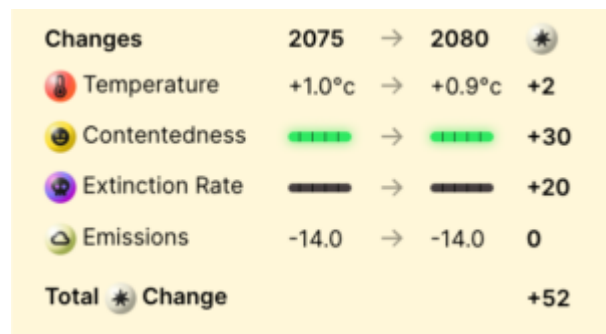 Changes 2075 → 2080
Temperature +1.0°c → +0.9°c +2
Contentedness → +30
Extinction Rate → +20
Emissions -14.0 → -14.0 0
Total Change +52